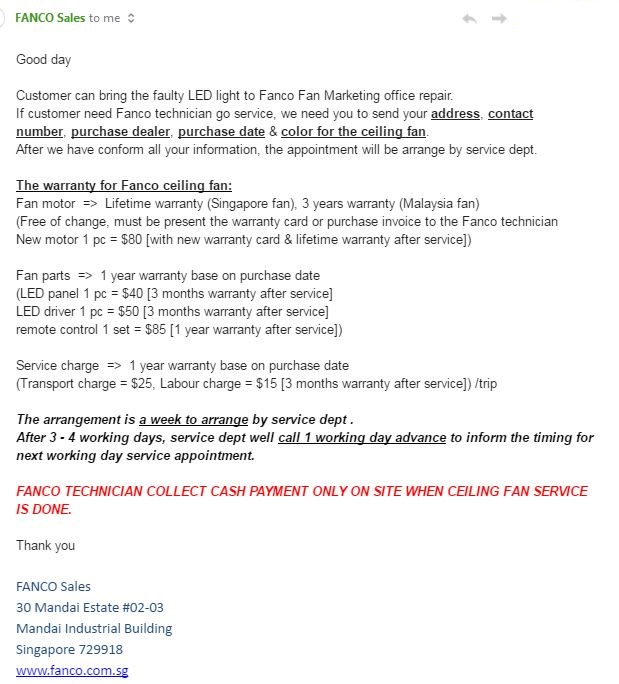 FANCO Sales to me
Good day
Customer can bring the faulty LED light to Fanco Fan Marketing office repair.
If customer need Fanco technician go service, we need you to send your address, contact
number, purchase dealer, purchase date & color for the ceiling fan.
After we have conform all your information, the appointment will be arrange by service dept.
The warranty for Fanco ceiling fan:
Fan motor => Lifetime warranty (Singapore fan), 3 years warranty (Malaysia fan)
(Free of change, must be present the warranty card or purchase invoice to the Fanco technician
New motor 1 pc = $80 [with new warranty card & lifetime warranty after service])
Fan parts => 1 year warranty base on purchase date
(LED panel 1 pc = $40 [3 months warranty after service]
LED driver 1 pc = $50 [3 months warranty after service]
remote control 1 set = $85 [1 year warranty after service])
Service charge => 1 year warranty base on purchase date
(Transport charge = $25, Labour charge = $15 [3 months warranty after service]) /trip
The arrangement is a week to arrange by service dept .
After 3 - 4 working days, service dept well call 1 working day advance to inform the timing for
next working day service appointment.
FANCO TECHNICIAN COLLECT CASH PAYMENT ONLY ON SITE WHEN CEILING FAN SERVICE
IS DONE.
Thank you
FANCO Sales
30 Mandai Estate #02-03
Mandai Industrial Building
Singapore 729918
www.fanco.com.sg